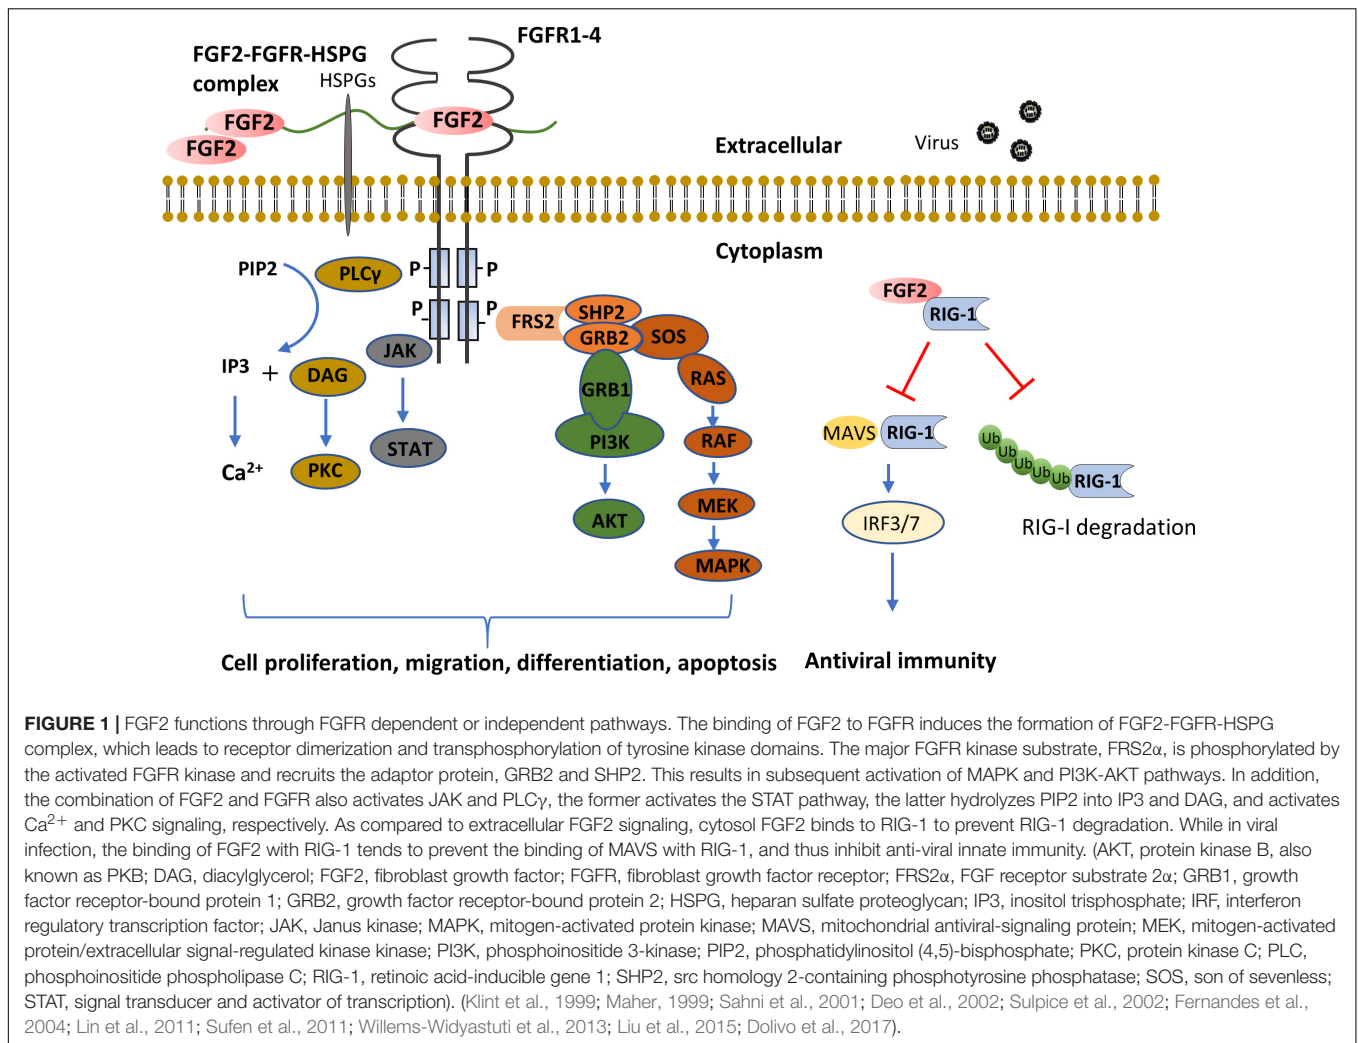 FGF2-FGFR-HSPG
complex
HSPGs
FGFR1-4
FGF2
FGF2
FGF2
Extracellular
Virus
Cytoplasm
PIP2
PLCγ
P
P
P
P
FRS2
SHP2
GRB2
SOS
JAK
IP3
+
DAG
GRB1
RAS
STAT
PI3K
RAF
Ca2+
PKC
AKT
MEK
MAPK
FGF2
RIG-1
MAVS
RIG-1
Ub
Ub
Ub
Ub
Ub
RIG-1
IRF3/7
RIG-I degradation
Cell proliferation, migration, differentiation, apoptosis
Antiviral immunity
FIGURE 1 | FGF2 functions through FGFR dependent or independent pathways. The binding of FGF2 to FGFR induces the formation of FGF2-FGFR-HSPG
complex, which leads to receptor dimerization and transphosphorylation of tyrosine kinase domains. The major FGFR kinase substrate, FRS2α, is phosphorylated by
the activated FGFR kinase and recruits the adaptor protein, GRB2 and SHP2. This results in subsequent activation of MAPK and PI3K-AKT pathways. In addition,
the combination of FGF2 and FGFR also activates JAK and PLCγ, the former activates the STAT pathway, the latter hydrolyzes PIP2 into IP3 and DAG, and activates
Ca2+ and PKC signaling, respectively. As compared to extracellular FGF2 signaling, cytosol FGF2 binds to RIG-1 to prevent RIG-1 degradation. While in viral
infection, the binding of FGF2 with RIG-1 tends to prevent the binding of MAVS with RIG-1, and thus inhibit anti-viral innate immunity. (AKT, protein kinase B, also
known as PKB; DAG, diacylglycerol; FGF2, fibroblast growth factor; FGFR, fibroblast growth factor receptor; FRS2α, FGF receptor substrate 2α; GRB1, growth
factor receptor-bound protein 1; GRB2, growth factor receptor-bound protein 2; HSPG, heparan sulfate proteoglycan; IP3, inositol trisphosphate; IRF, interferon
regulatory transcription factor; JAK, Janus kinase; MAPK, mitogen-activated protein kinase; MAVS, mitochondrial antiviral-signaling protein; MEK, mitogen-activated
protein/extracellular signal-regulated kinase kinase; PI3K, phosphoinositide 3-kinase; PIP2, phosphatidylinositol (4,5)-bisphosphate; PKC, protein kinase C; PLC,
phosphoinositide phospholipase C; RIG-1, retinoic acid-inducible gene 1; SHP2, src homology 2-containing phosphotyrosine phosphatase; SOS, son of sevenless;
STAT, signal transducer and activator of transcription). (Klint et al., 1999; Maher, 1999; Sahni et al., 2001; Deo et al., 2002; Sulpice et al., 2002; Fernandes et al.,
2004; Lin et al., 2011; Sufen et al., 2011; Willems-Widyastuti et al., 2013; Liu et al., 2015; Dolivo et al., 2017).